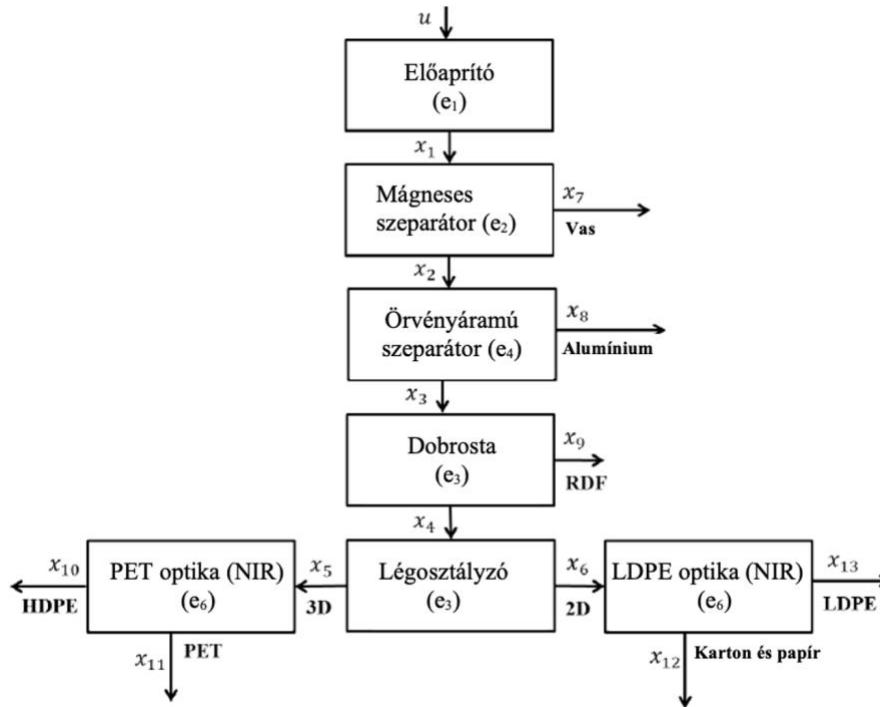 u
Előaprító
(e₁)
x₁
Mágneses
szeparátor (e₂)
x₇
Vas
x₂
Örvényáramú
szeparátor (e₄)
x₈
Alumínium
x₃
Dobrosta
(e₃)
x₉
RDF
x₄
x₁₀
HDPE
PET optika (NIR)
(e₆)
x₅
3D
Légosztályzó
(e₃)
x₆
2D
LDPE optika (NIR)
(e₆)
x₁₃
LDPE
x₁₁
PET
x₁₂
Karton és papír